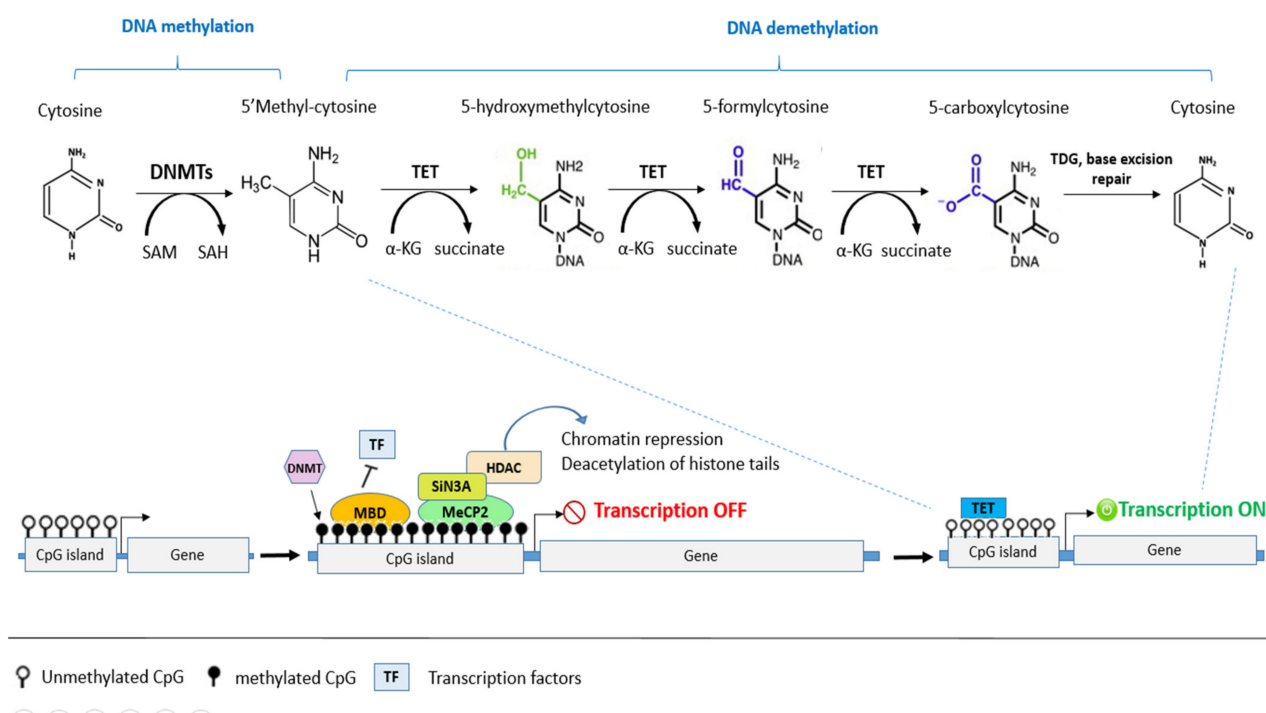 DNA methylation
DNA demethylation
Cytosine
5'Methyl-cytosine
5-hydroxymethylcytosine
5-formylcytosine
5-carboxylcytosine
Cytosine
NH₂
N
O
N
H
DNMTs
SAM
SAH
H₃C
NH₂
N
O
NH
H
TET
α-KG
succinate
OH
H₂C
NH2
N
O
N
DNA
TET
α-KG
succinate
O
HC
NH₂
N
O
N
DNA
TET
α-KG
succinate
O
⁻O
NH₂
N
O
N
DNA
TDG, base excision
repair
NH₂
N
O
N
H
DNMT
TF
MBD
SiN3A
HDAC
MeCP2
Chromatin repression
Deacetylation of histone tails
Transcription OFF
TET
Transcription ON
CpG island
Gene
CpG island
Gene
CpG island
Gene
Unmethylated CpG
methylated CpG
TF
Transcription factors